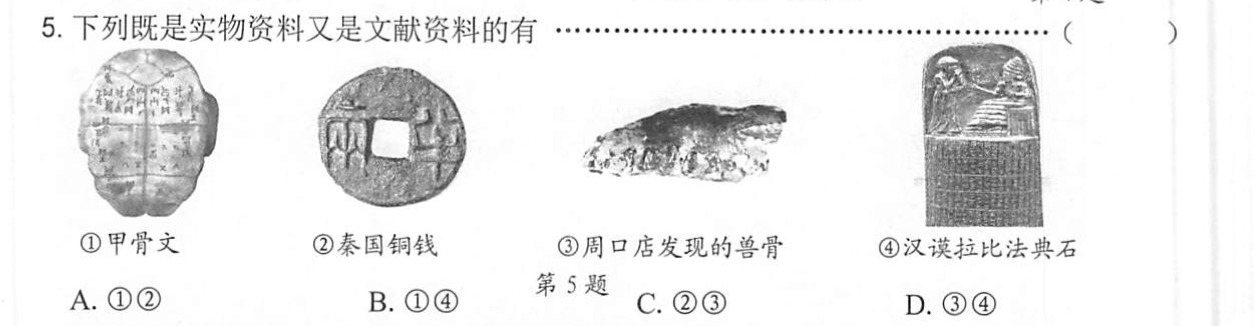 5. 下列既是实物资料又是文献资料的有 ……………………………………………( )
①甲骨文 ②秦国铜钱 ③周口店发现的兽骨 ④汉谟拉比法典石
第 5 题
A. ①② B. ①④ C. ②③ D. ③④